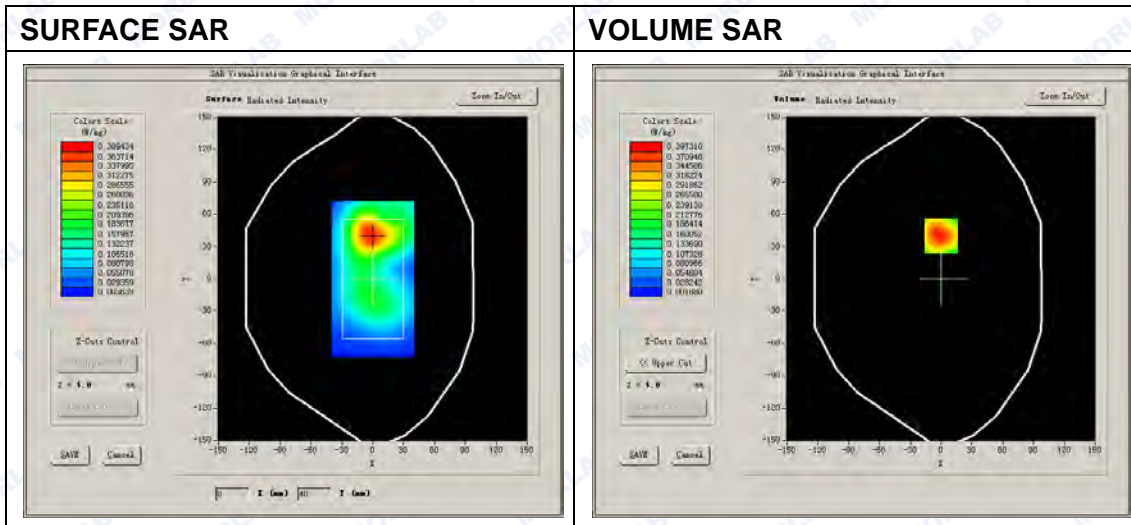 SURFACE SAR
VOLUME SAR
SAR Visualisation Graphical Interface
Surface Radiated Intensity
Zoom In/Out
Colors Scale
(W/kg)
0.389434
0.363714
0.337995
0.312275
0.286555
0.260836
0.235116
0.209396
0.183677
0.157957
0.132237
0.106518
0.080798
0.055078
0.029359
150
120
90
60
30
0
-30
-60
-90
-120
-150
Y
-150 -120 -90 -60 -30 0 30 60 90 120 150
X
Z-Cuts Control
Z = 4.0 mm
SAVE
Cancel
0 X (mm) 40 Y (mm)
SAR Visualisation Graphical Interface
Volume Radiated Intensity
Zoom In/Out
Colors Scale
(W/kg)
0.397310
0.370948
0.344586
0.318224
0.291862
0.265500
0.239138
0.212776
0.186414
0.160052
0.133690
0.107328
0.080966
0.054604
0.028242
150
120
90
60
30
0
-30
-60
-90
-120
-150
Y
-150 -120 -90 -60 -30 0 30 60 90 120 150
X
Z-Cuts Control
<< Upper Cut
Z = 4.0 mm
SAVE
Cancel
MORLAB